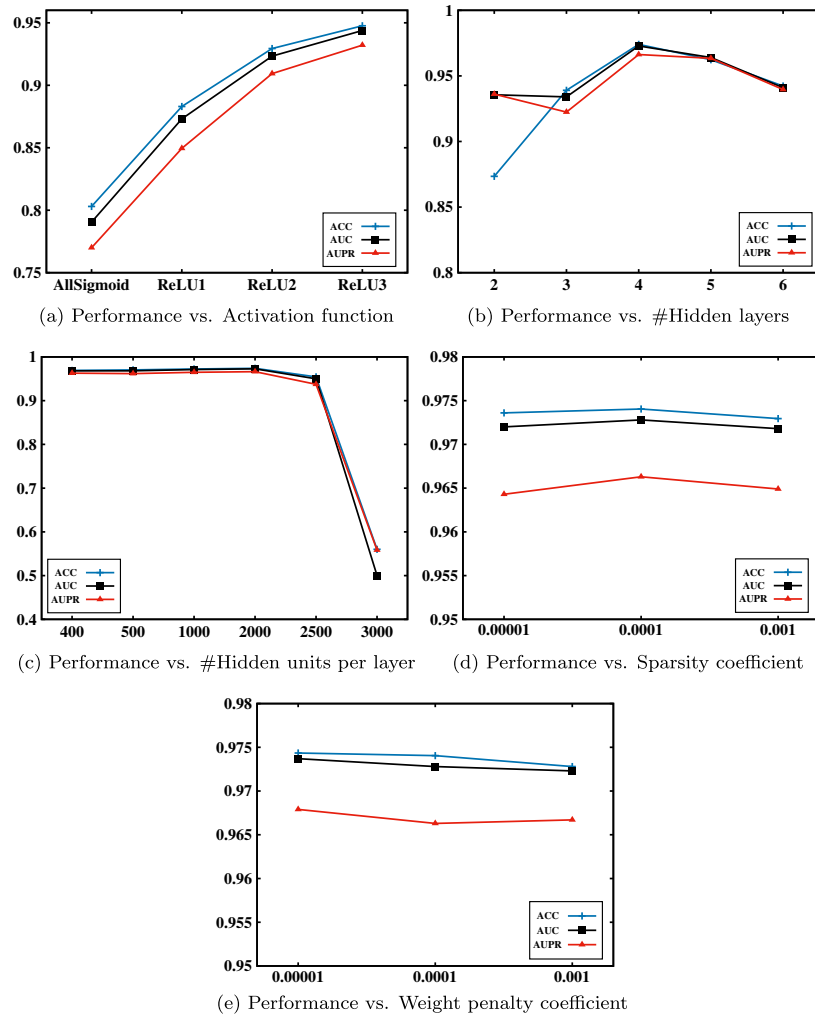 0.95
0.9
0.85
0.8
0.75
ACC
AUC
AUPR
AllSigmoid ReLU1 ReLU2 ReLU3
(a) Performance vs. Activation function
1
0.95
0.9
0.85
0.8
ACC
AUC
AUPR
2 3 4 5 6
(b) Performance vs. #Hidden layers
1
0.9
0.8
0.7
0.6
0.5
0.4
ACC
AUC
AUPR
400 500 1000 2000 2500 3000
(c) Performance vs. #Hidden units per layer
0.98
0.975
0.97
0.965
0.96
0.955
0.95
ACC
AUC
AUPR
0.00001 0.0001 0.001
(d) Performance vs. Sparsity coefficient
0.98
0.975
0.97
0.965
0.96
0.955
0.95
ACC
AUC
AUPR
0.00001 0.0001 0.001
(e) Performance vs. Weight penalty coefficient